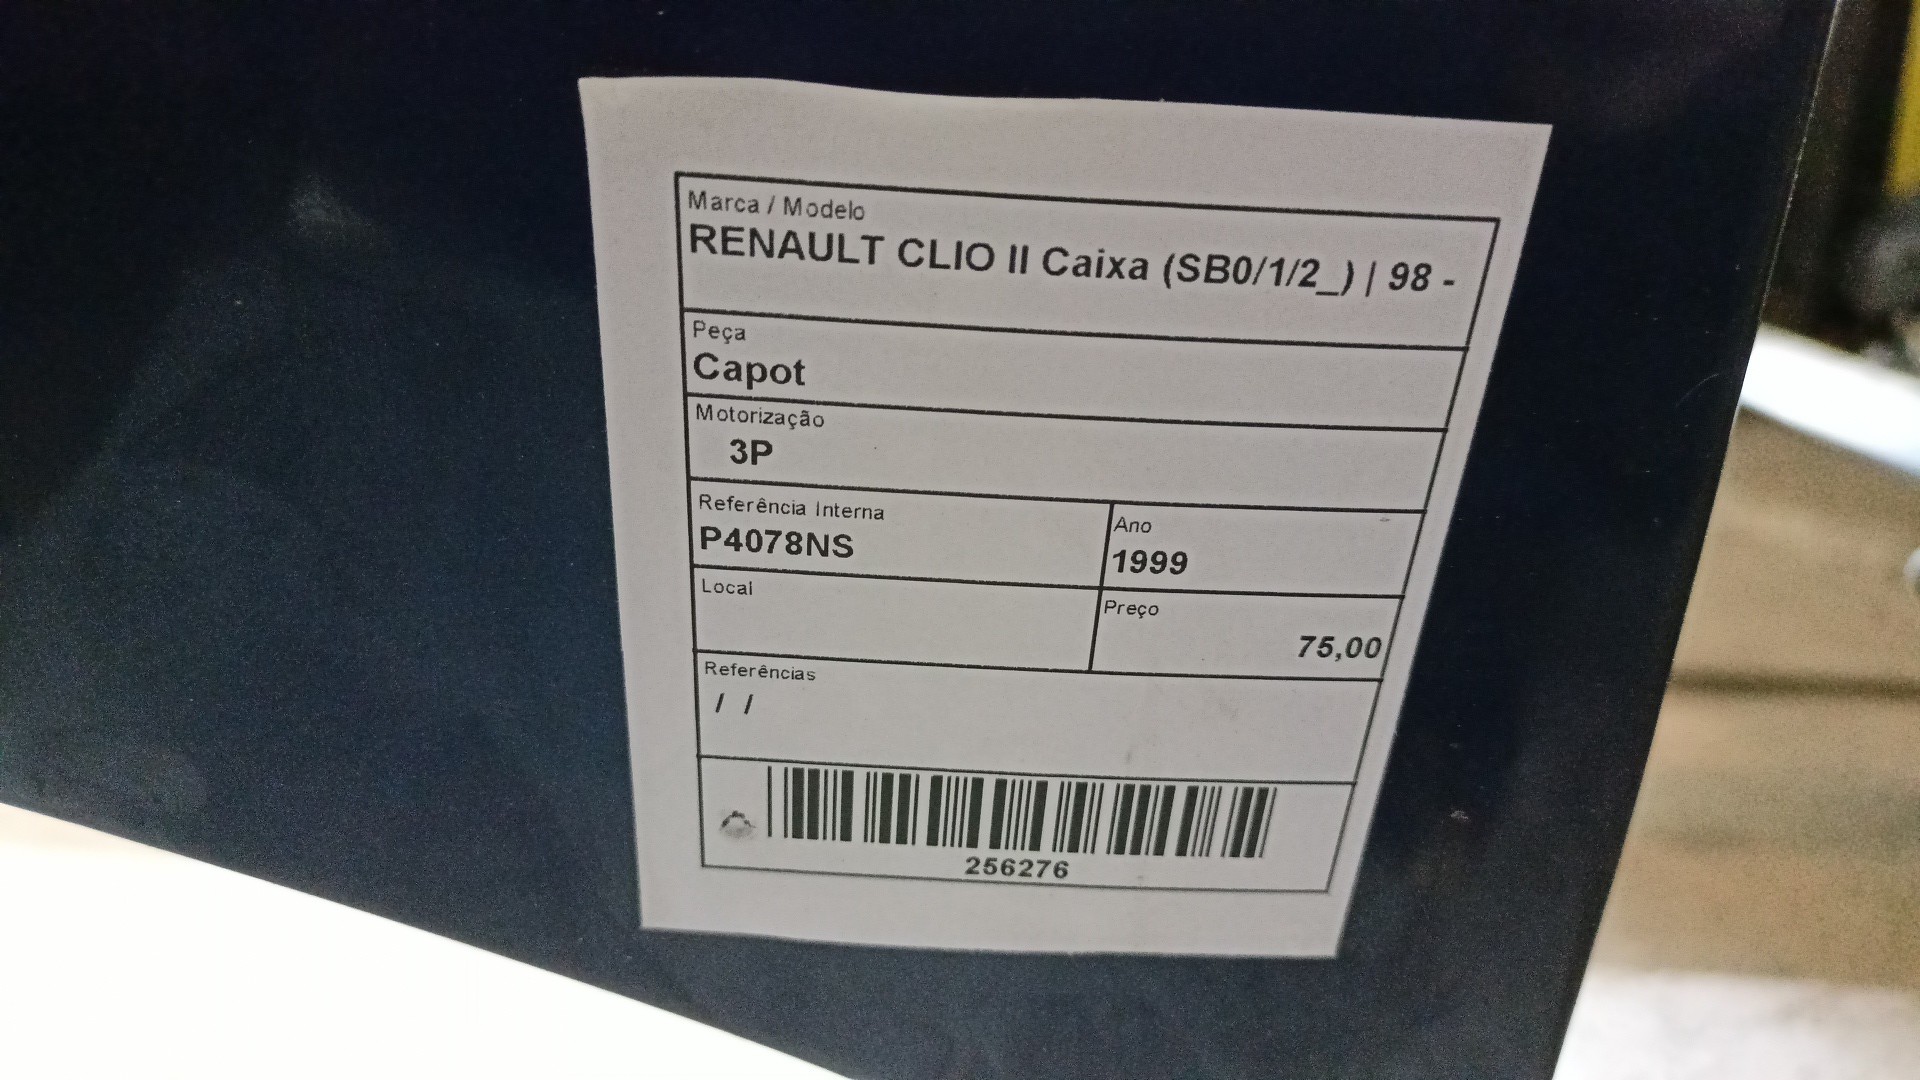 Marca / Modelo
RENAULT CLIO II Caixa (SB0/1/2_) | 98 -
Peça
Capot
Motorização
3P
Referência Interna
P4078NS
Ano
1999
Local
Preço
75,00
Referências
/ /
256276